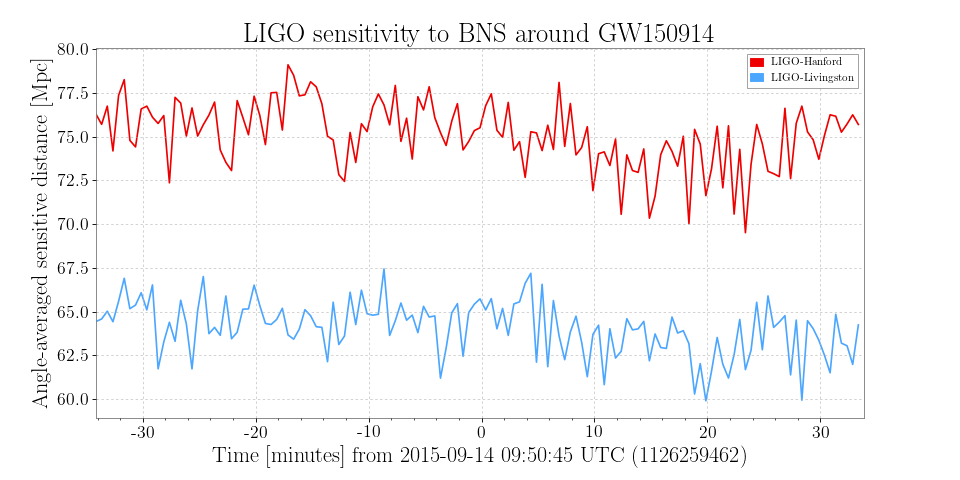 LIGO sensitivity to BNS around GW150914
Angle-averaged sensitive distance [Mpc]
80.0
77.5
75.0
72.5
70.0
67.5
65.0
62.5
60.0
LIGO-Hanford
LIGO-Livingston
-30 -20 -10 0 10 20 30
Time [minutes] from 2015-09-14 09:50:45 UTC (1126259462)